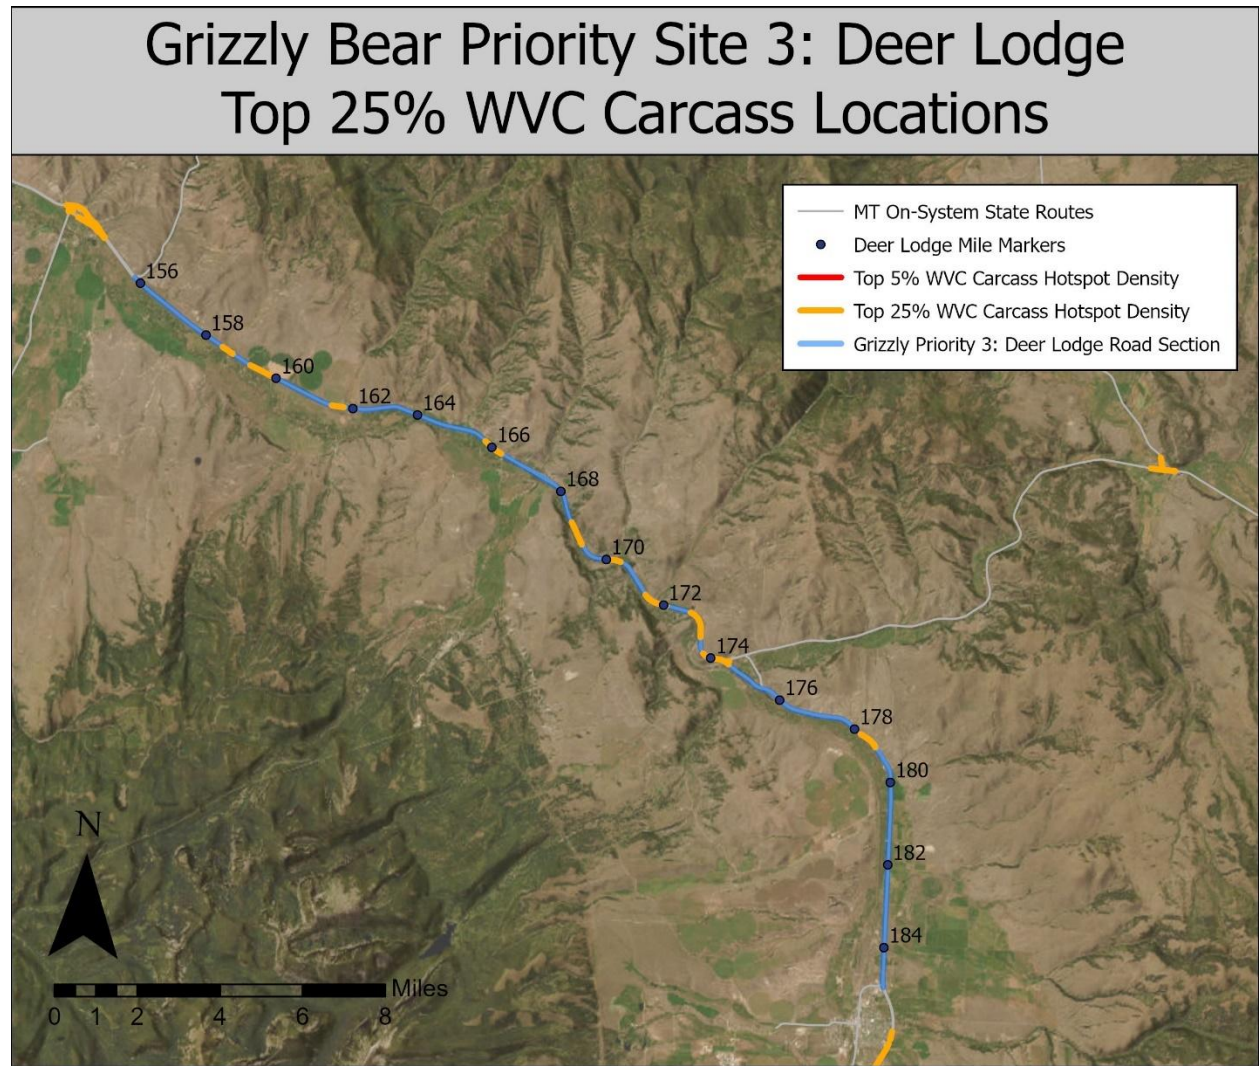 Grizzly Bear Priority Site 3: Deer Lodge
Top 25% WVC Carcass Locations
MT On-System State Routes
Deer Lodge Mile Markers
Top 5% WVC Carcass Hotspot Density
Top 25% WVC Carcass Hotspot Density
Grizzly Priority 3: Deer Lodge Road Section
156
158
160
162
164
166
168
170
172
174
176
178
180
182
184
N
Miles
0 1 2 4 6 8